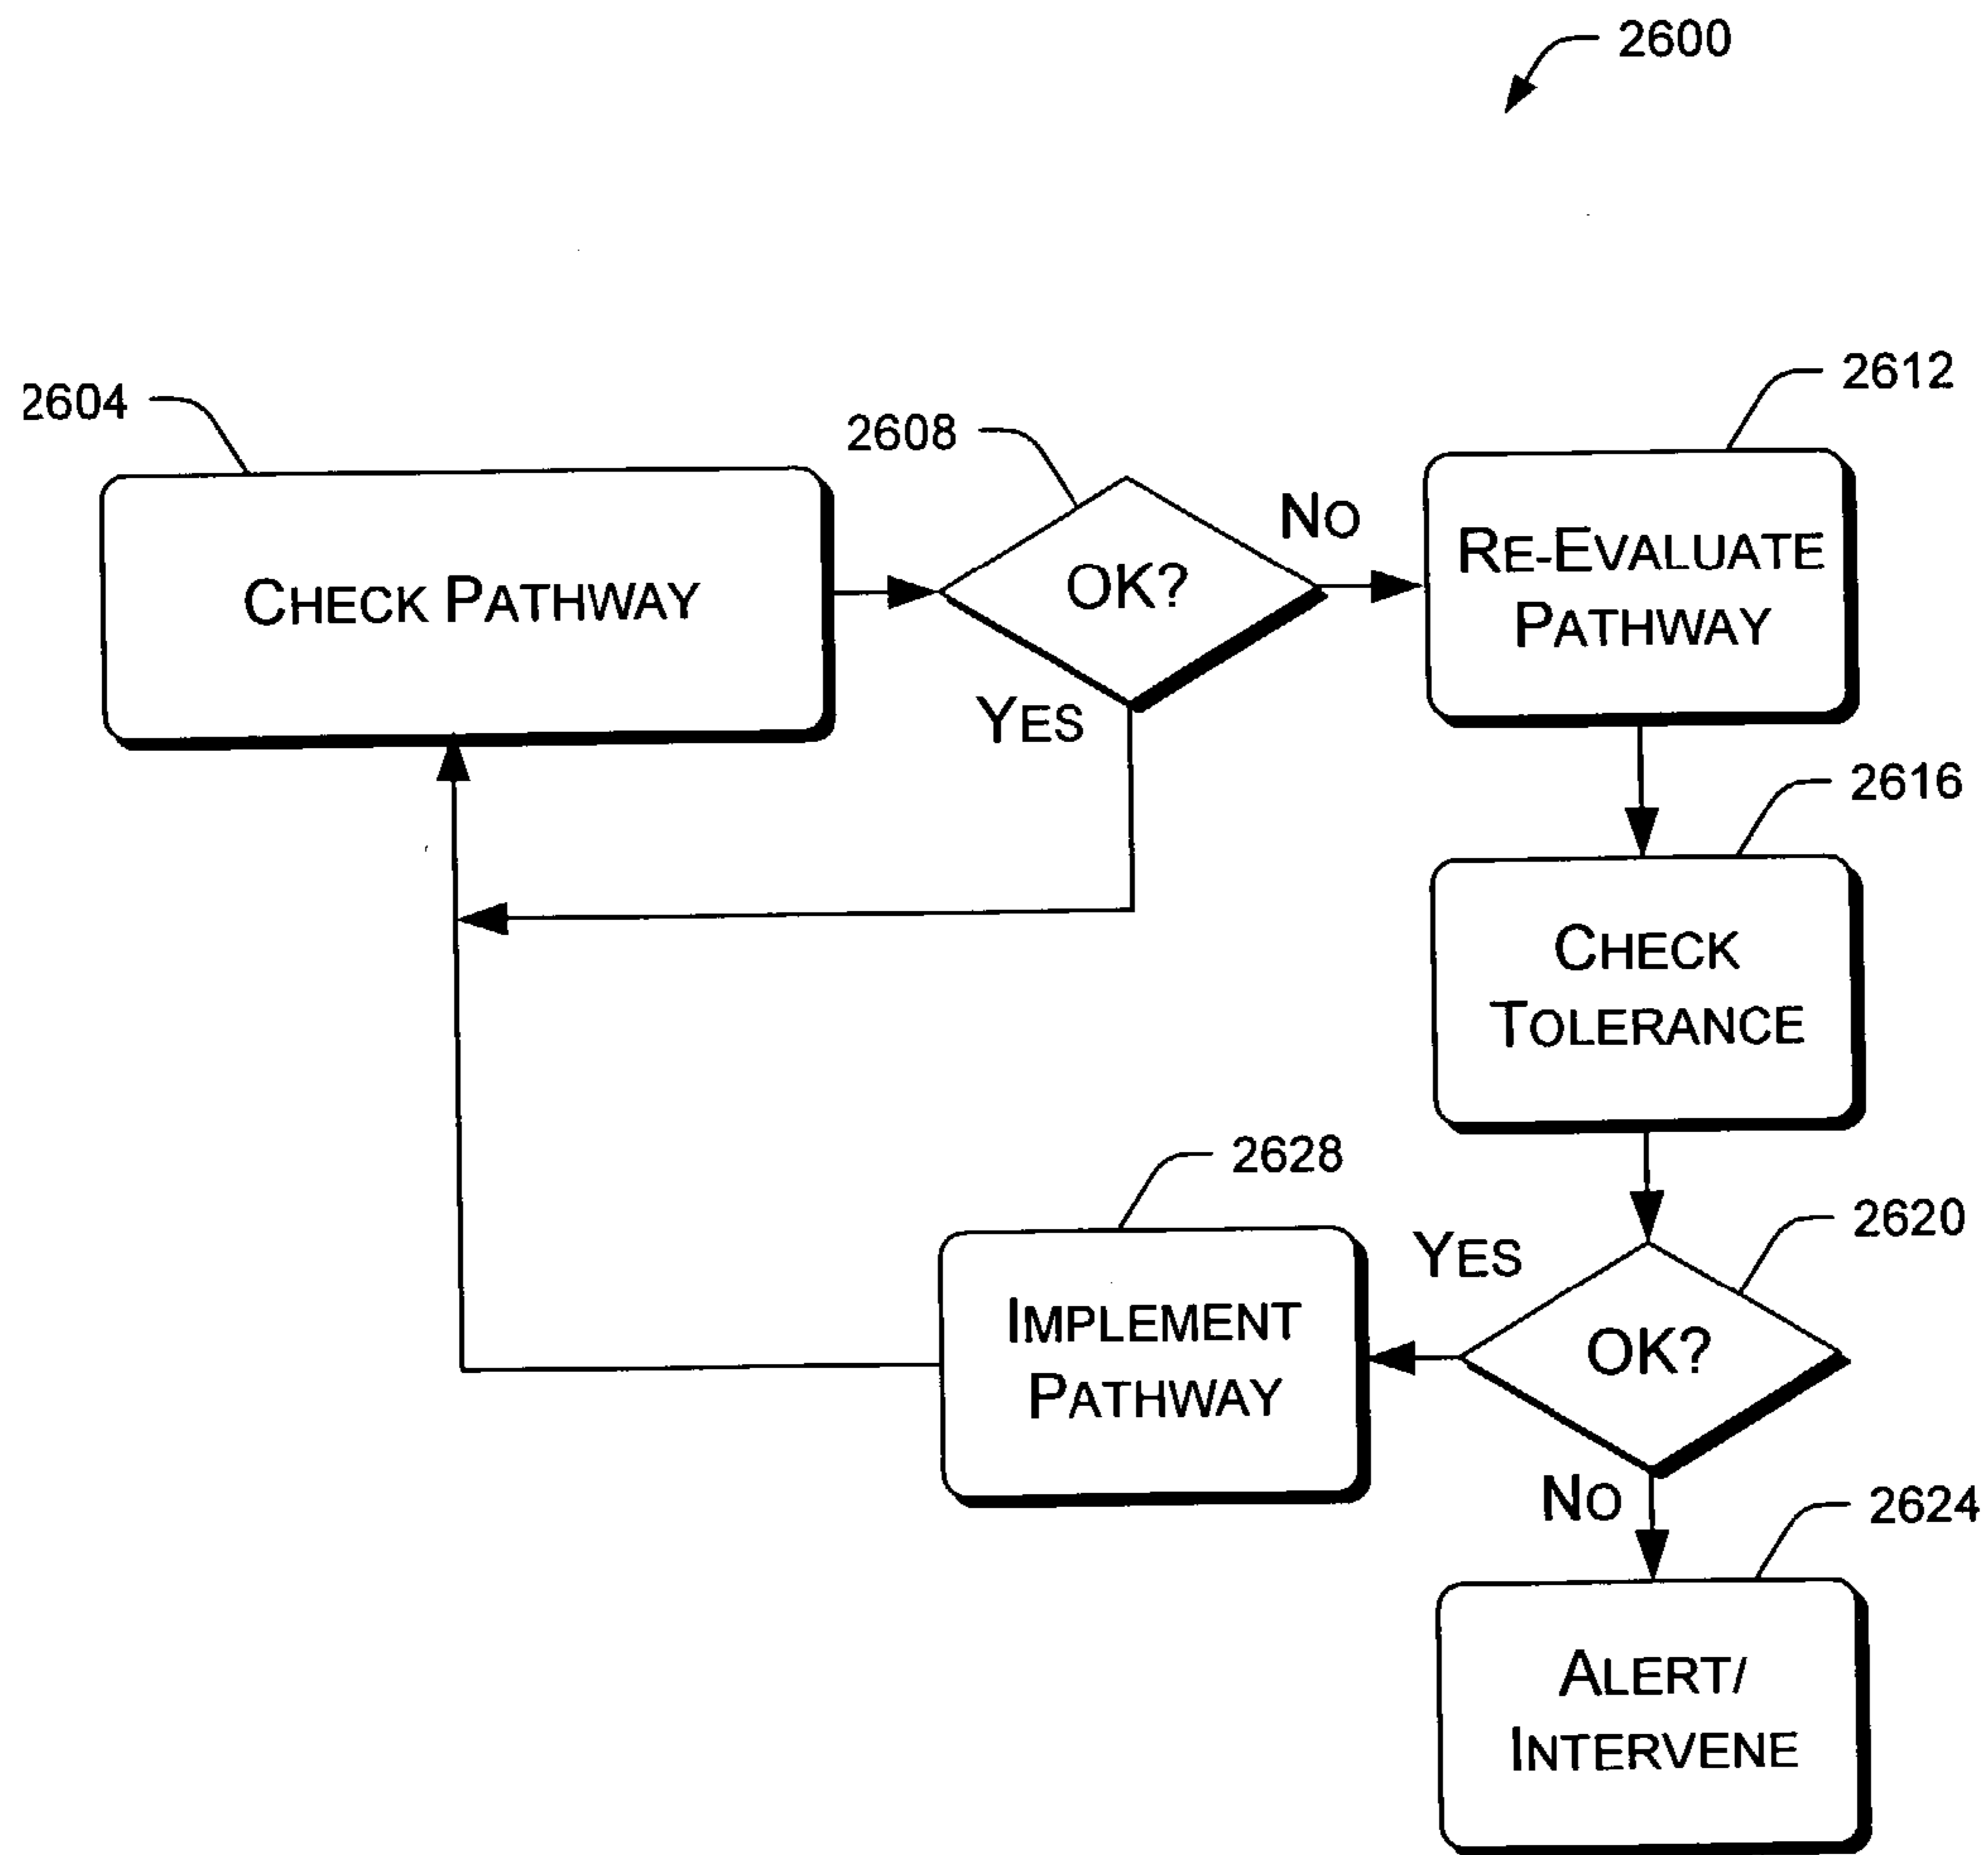 2600
2604
2608
2612
CHECK PATHWAY
OK?
NO
YES
RE-EVALUATE
PATHWAY
2616
CHECK
TOLERANCE
2628
2620
IMPLEMENT
PATHWAY
YES
OK?
NO
2624
ALERT/
INTERVENE